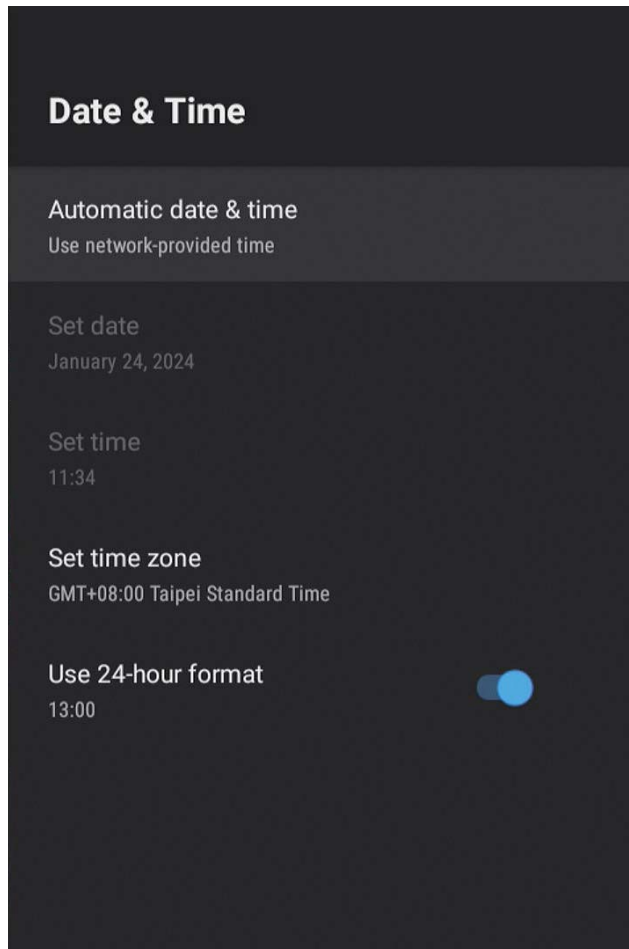 Date & Time
Automatic date & time
Use network-provided time
Set date
January 24, 2024
Set time
11:34
Set time zone
GMT+08:00 Taipei Standard Time
Use 24-hour format
13:00